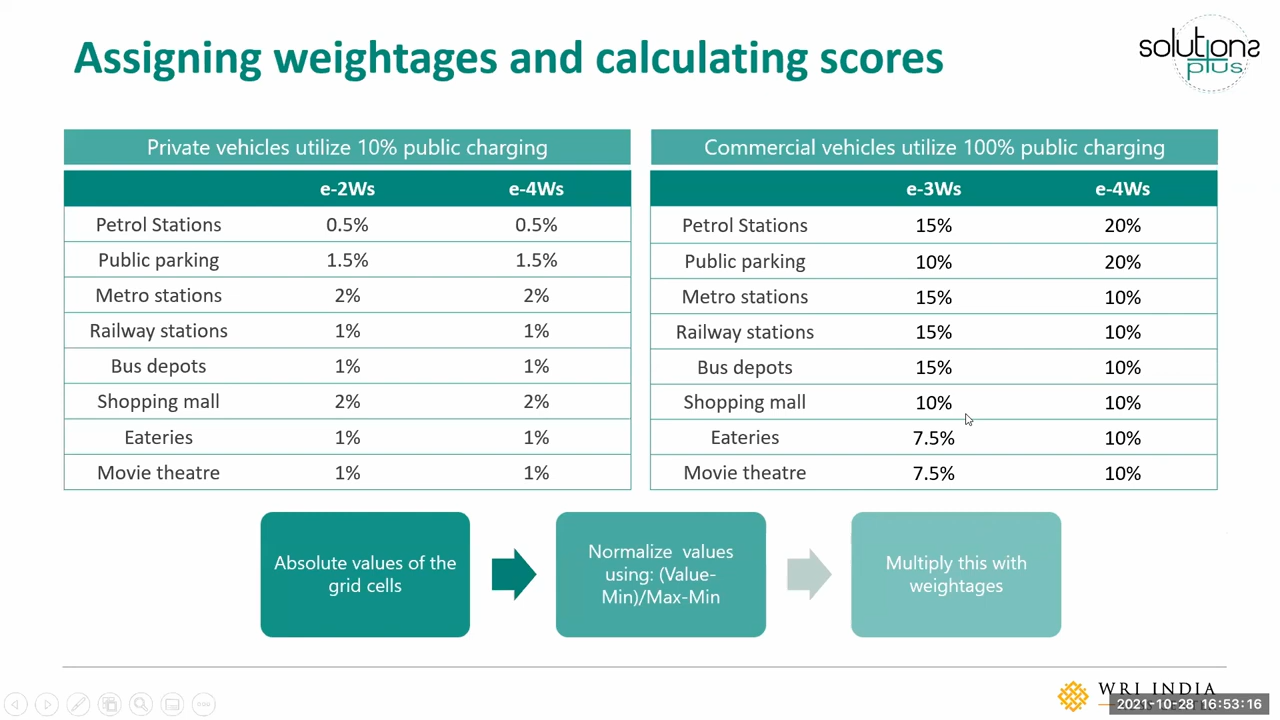 Assigning weightages and calculating scores
solutions
plus
Private vehicles utilize 10% public charging
e-2Ws e-4Ws
Petrol Stations 0.5% 0.5%
Public parking 1.5% 1.5%
Metro stations 2% 2%
Railway stations 1% 1%
Bus depots 1% 1%
Shopping mall 2% 2%
Eateries 1% 1%
Movie theatre 1% 1%
Commercial vehicles utilize 100% public charging
e-3Ws e-4Ws
Petrol Stations 15% 20%
Public parking 10% 20%
Metro stations 15% 10%
Railway stations 15% 10%
Bus depots 15% 10%
Shopping mall 10% 10%
Eateries 7.5% 10%
Movie theatre 7.5% 10%
Absolute values of the
grid cells
Normalize values
using: (Value-
Min)/Max-Min
Multiply this with
weightages
WRI INDIA
2021-10-28 16:53:16